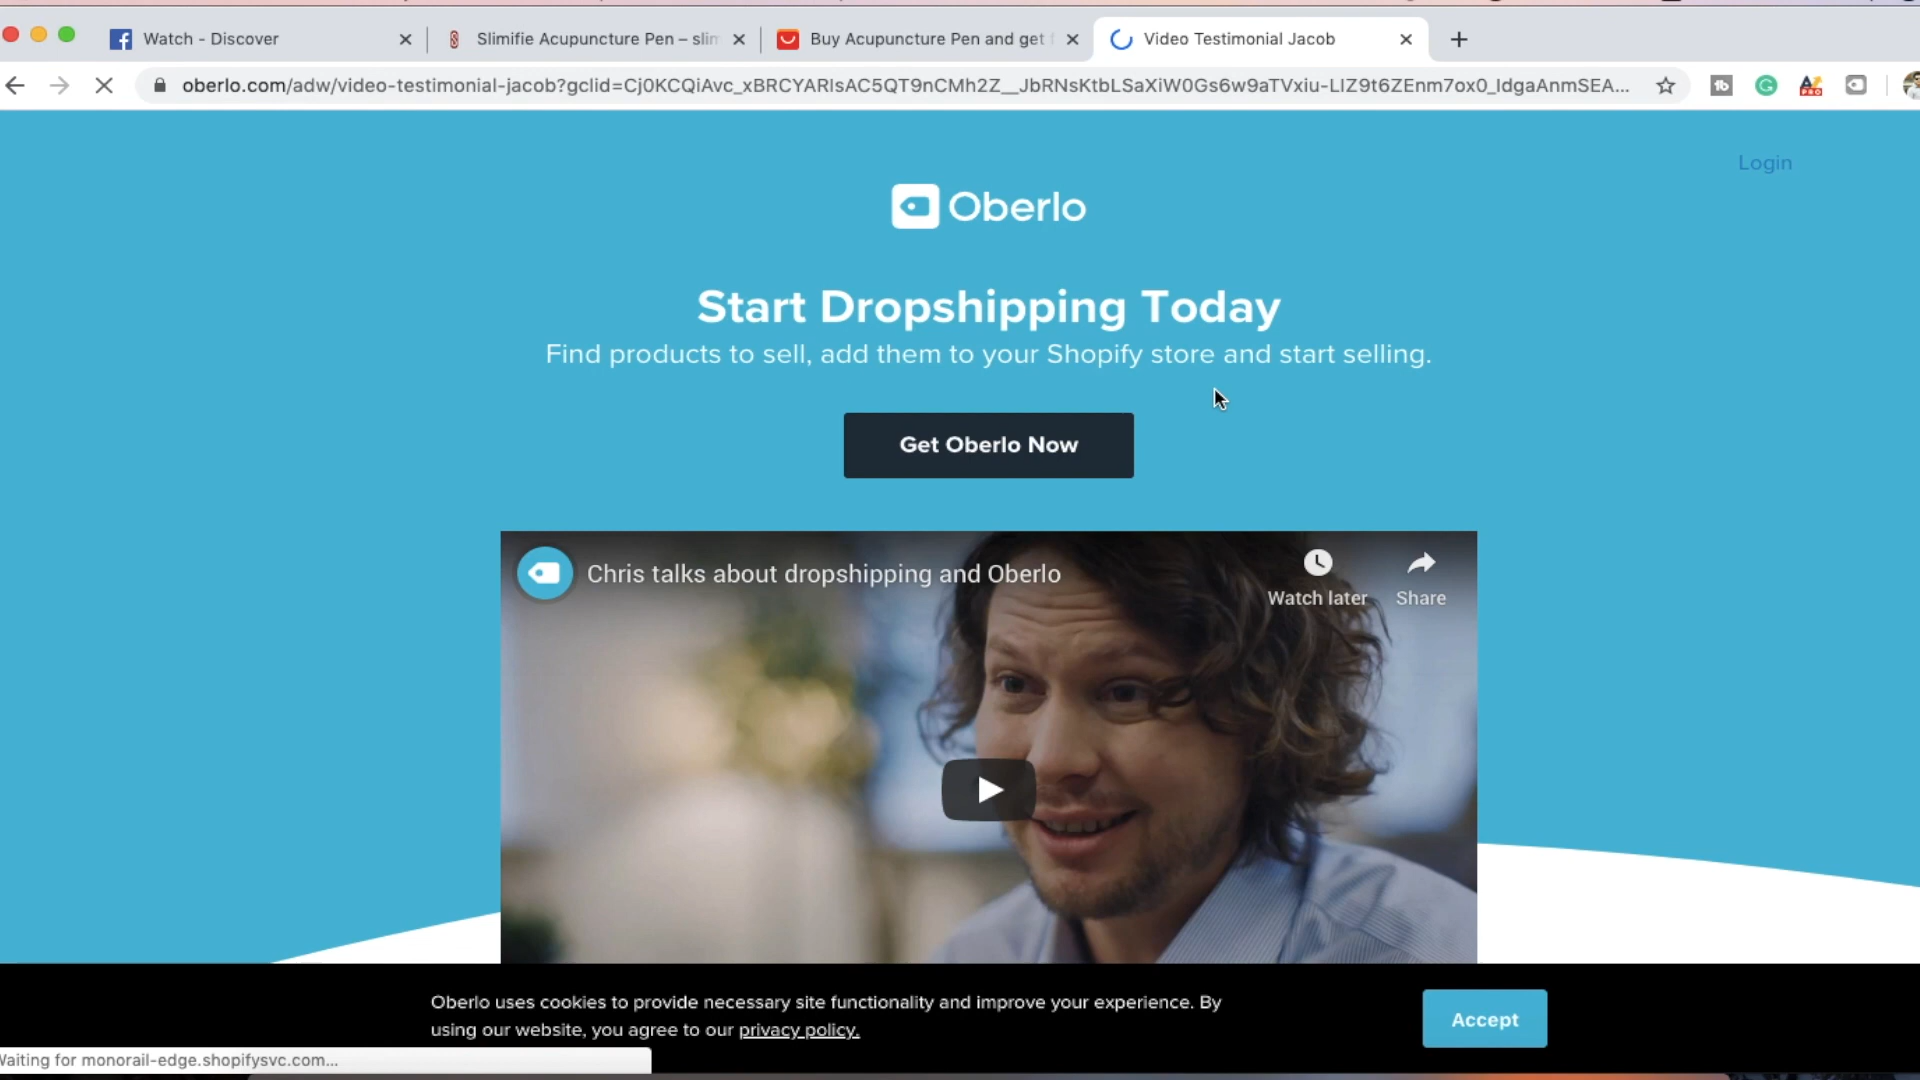 Watch - Discover
Slimifie Acupuncture Pen – slim
Buy Acupuncture Pen and get f
Video Testimonial Jacob
oberlo.com/adw/video-testimonial-jacob?gclid=Cj0KCQiAvc_xBRCYARIsAC5QT9nCMh2Z__JbRNsKtbLSaXiW0Gs6w9aTVxiu-LIZ9t6ZEnm7ox0_IdgaAnmSEA...
Login
Oberlo
Start Dropshipping Today
Find products to sell, add them to your Shopify store and start selling.
Get Oberlo Now
Chris talks about dropshipping and Oberlo
Watch later
Share
Oberlo uses cookies to provide necessary site functionality and improve your experience. By
using our website, you agree to our privacy policy.
Accept
Waiting for monorail-edge.shopifysvc.com...